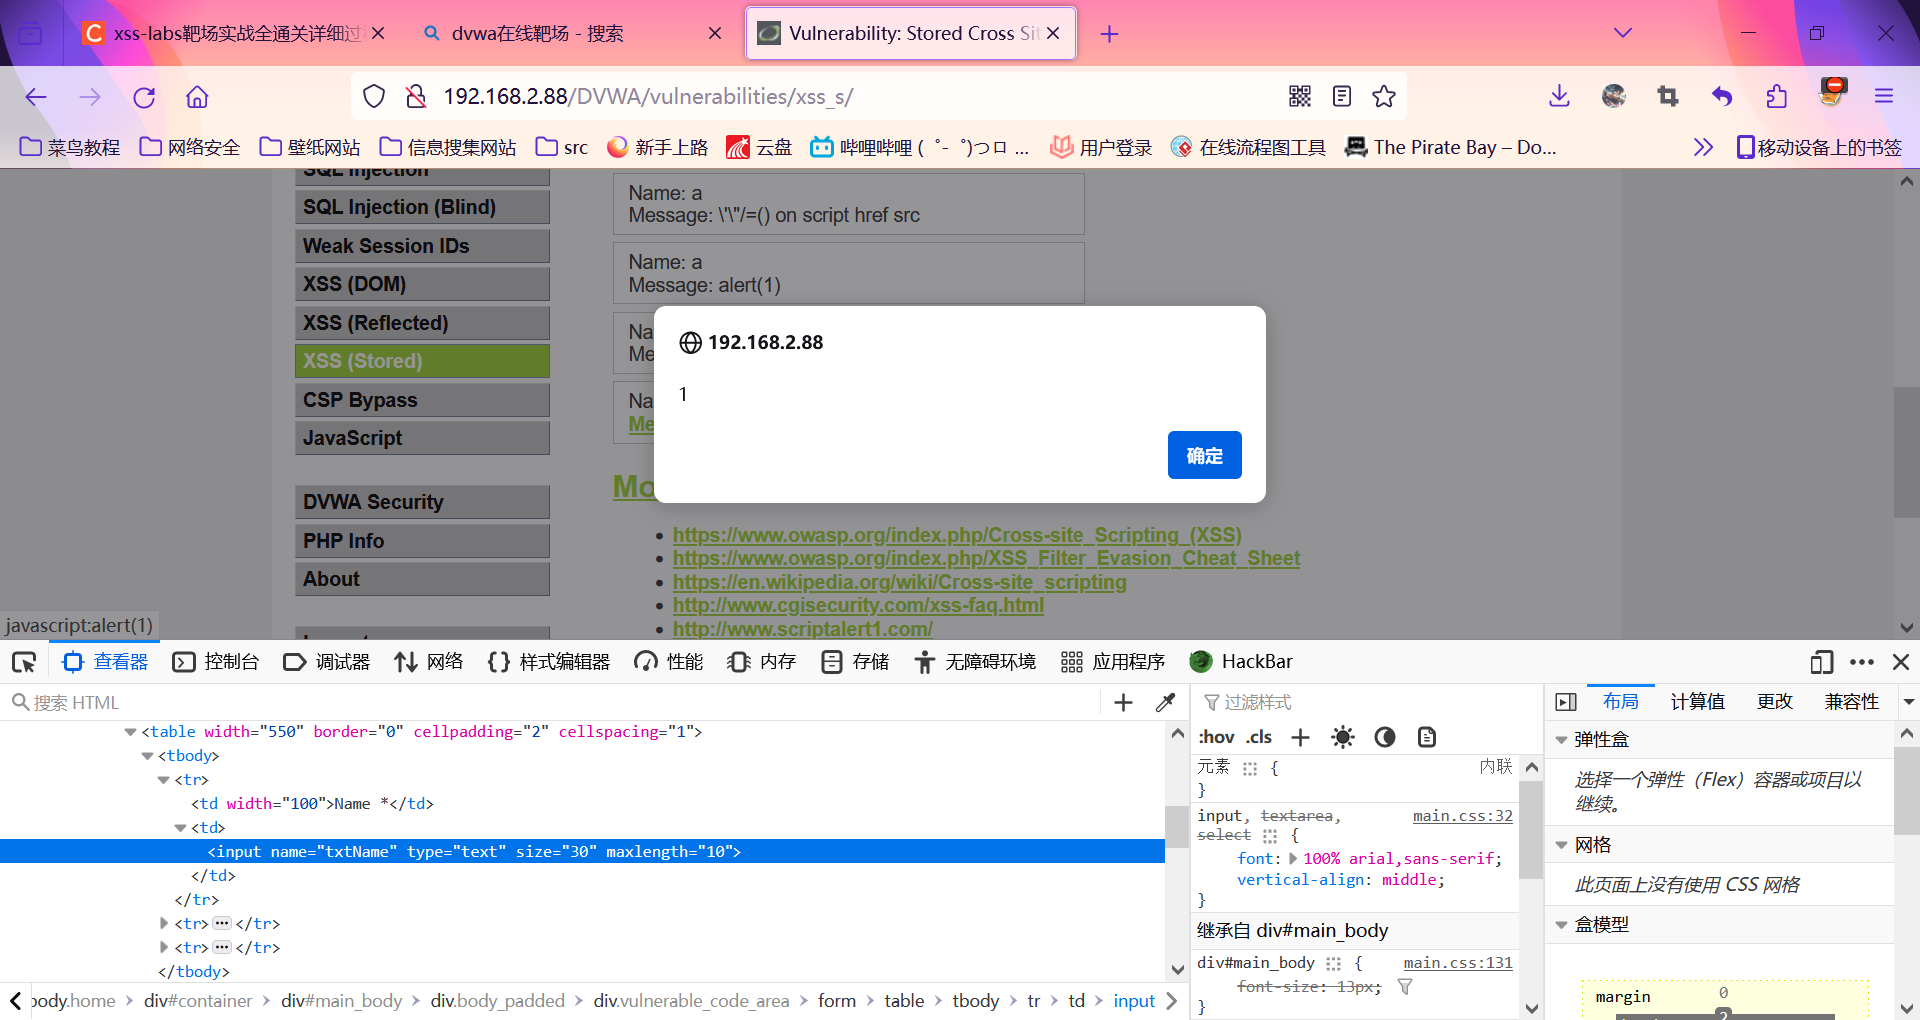 xss-labs靶场实战全通关详细过
dvwa在线靶场 - 搜索
Vulnerability: Stored Cross Sit
192.168.2.88/DVWA/vulnerabilities/xss_s/
菜鸟教程
网络安全
壁纸网站
信息搜集网站
src
新手上路
云盘
哔哩哔哩 (゜-゜)つロ ...
用户登录
在线流程图工具
The Pirate Bay – Do...
移动设备上的书签
SQL Injection
SQL Injection (Blind)
Weak Session IDs
XSS (DOM)
XSS (Reflected)
XSS (Stored)
CSP Bypass
JavaScript
DVWA Security
PHP Info
About
Name: a
Message: \'\"/=() on script href src
Name: a
Message: alert(1)
Na
Me
Na
Me
Mo
192.168.2.88
1
确定
https://www.owasp.org/index.php/Cross-site_Scripting_(XSS)
https://www.owasp.org/index.php/XSS_Filter_Evasion_Cheat_Sheet
https://en.wikipedia.org/wiki/Cross-site_scripting
http://www.cgisecurity.com/xss-faq.html
http://www.scriptalert1.com/
javascript:alert(1)
查看器
控制台
调试器
网络
样式编辑器
性能
内存
存储
无障碍环境
应用程序
HackBar
搜索 HTML
<table width="550" border="0" cellpadding="2" cellspacing="1">
<tbody>
<tr>
<td width="100">Name *</td>
<td>
<input name="txtName" type="text" size="30" maxlength="10">
</td>
</tr>
<tr>...</tr>
<tr>...</tr>
</tbody>
body.home > div#container > div#main_body > div.body_padded > div.vulnerable_code_area > form > table > tbody > tr > td > input
过滤样式
:hov .cls
元素 { 内联
}
input, textarea, main.css:32
select {
font: 100% arial,sans-serif;
vertical-align: middle;
}
继承自 div#main_body
div#main_body { main.css:131
font-size: 13px;
}
布局
计算值
更改
兼容性
弹性盒
选择一个弹性（Flex）容器或项目以
继续。
网格
此页面上没有使用 CSS 网格
盒模型
margin
0
2